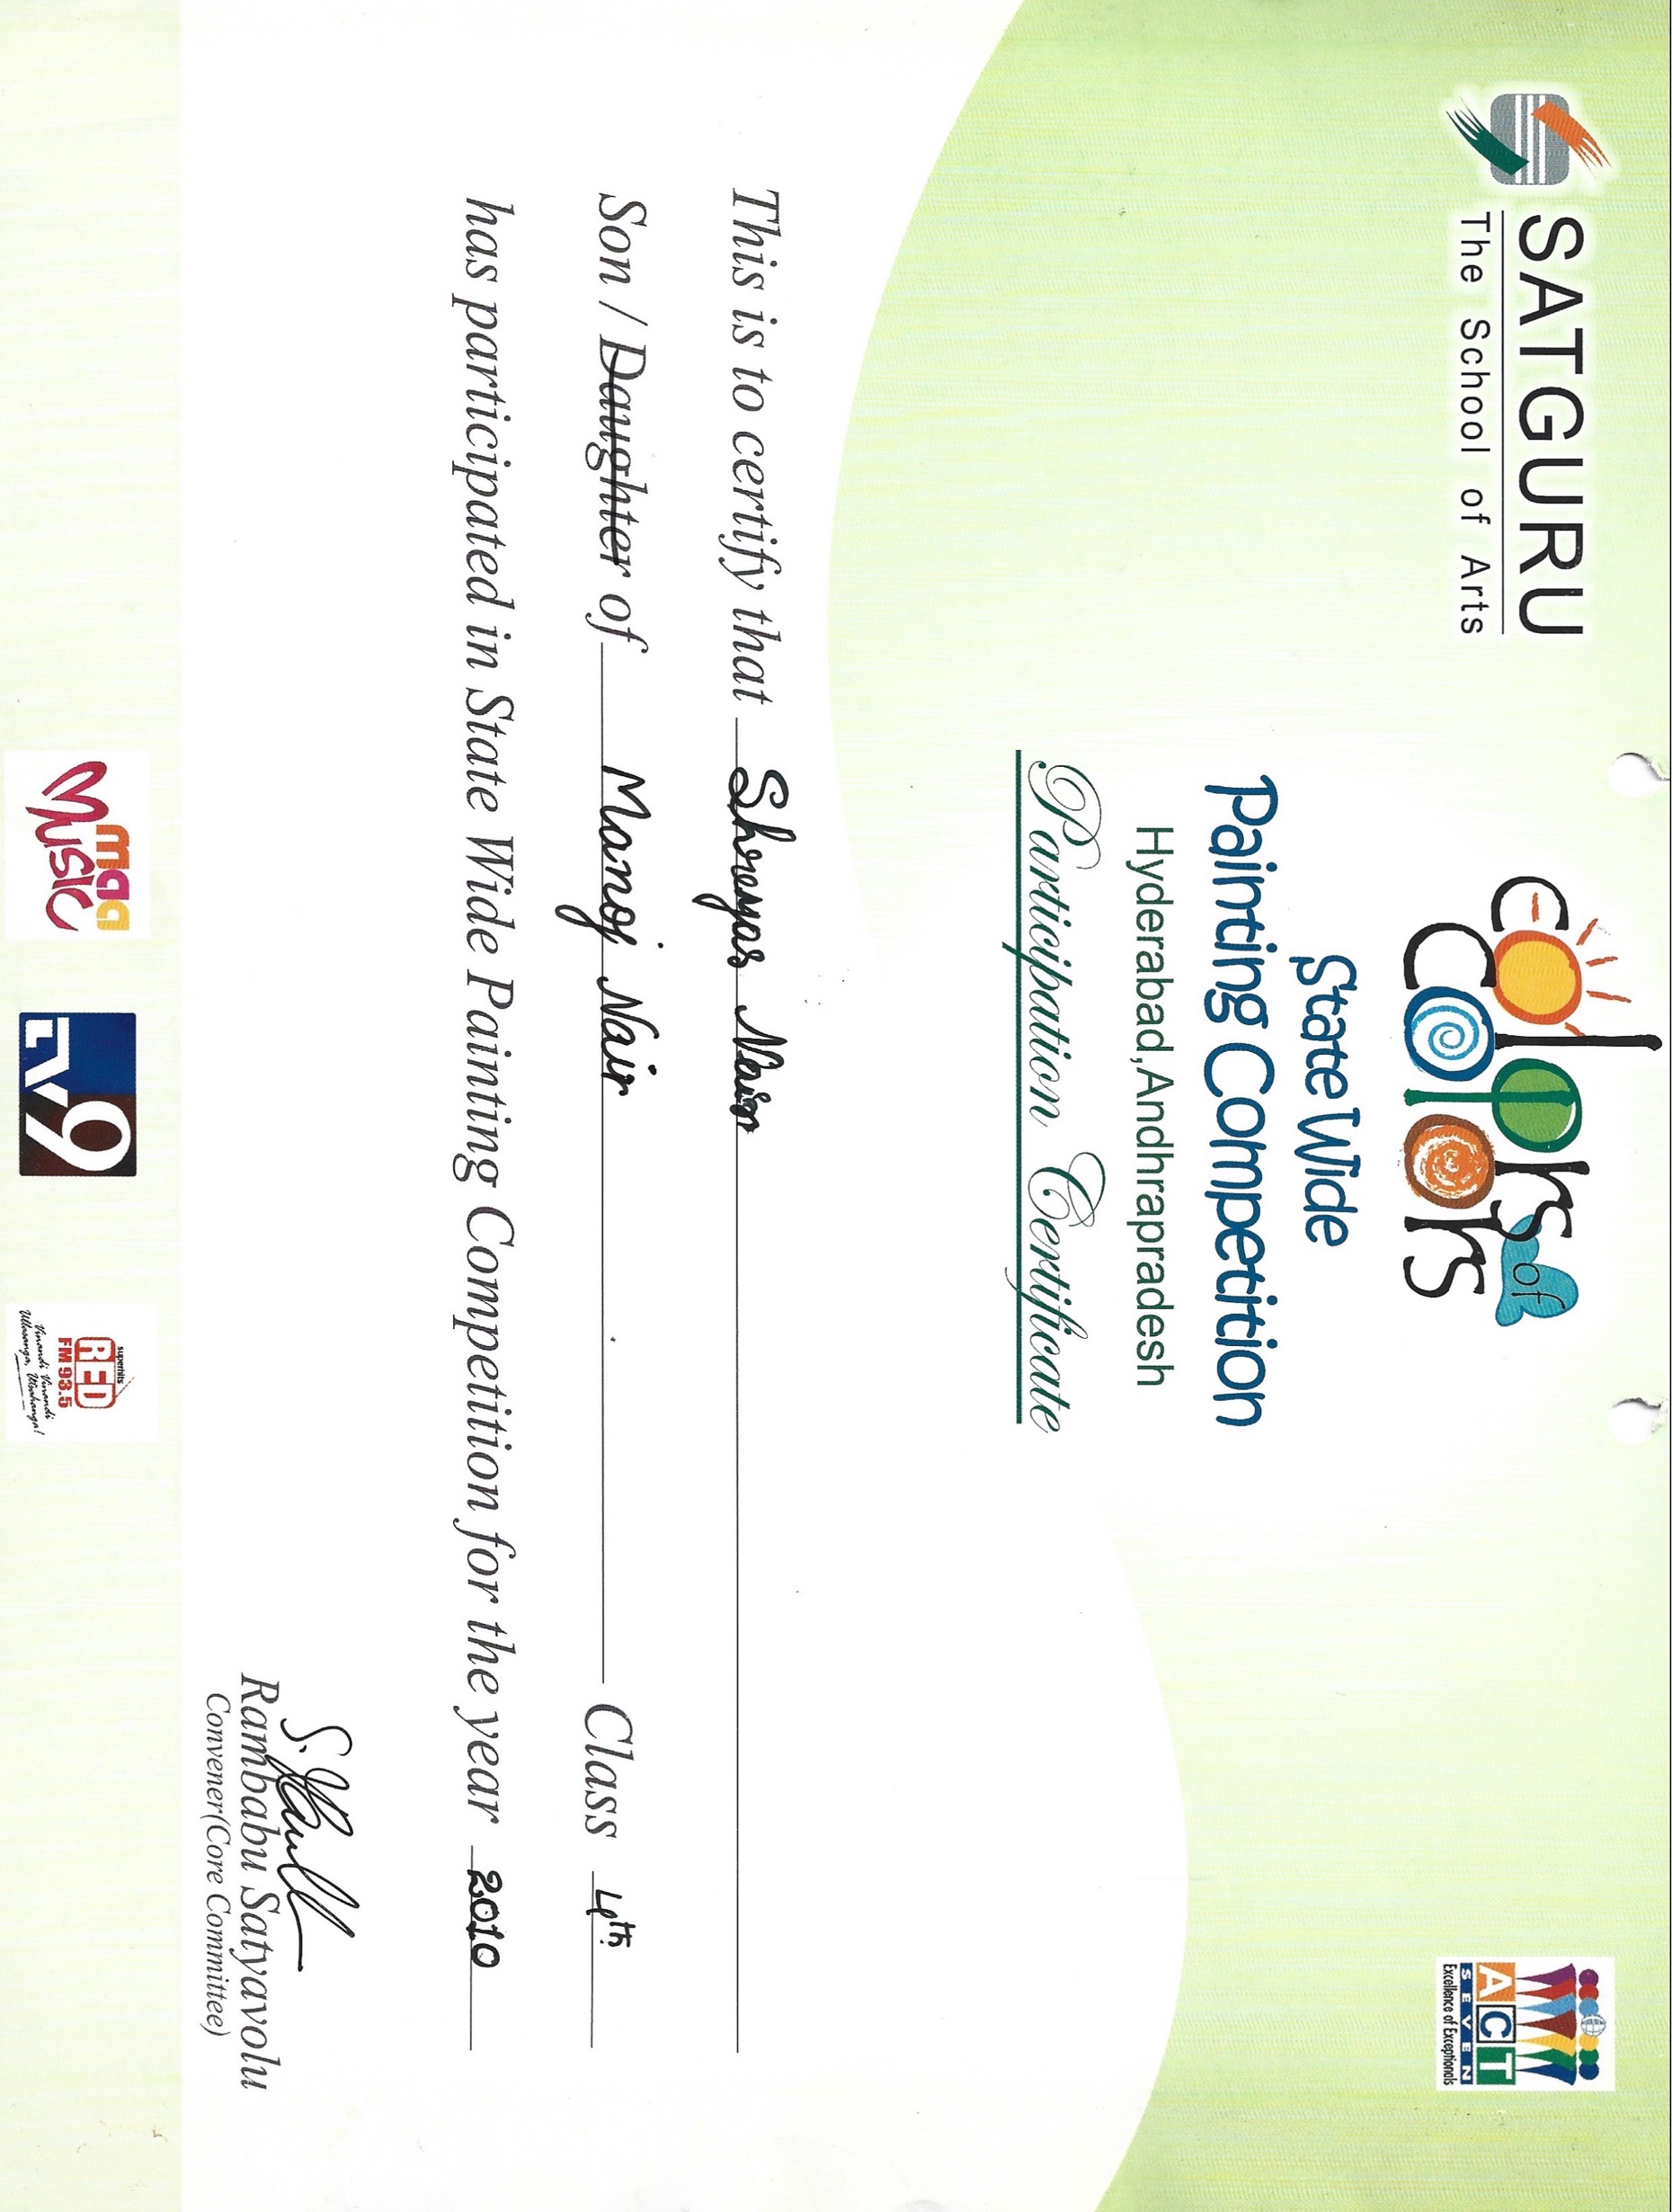 SATGURU
The School of Arts
colors of
colors
ACT
SEVEN
Excellence of Exceptionals
State Wide
Painting Competition
Hyderabad,Andhrapradesh
Participation Certificate
This is to certify that Shreyas Nair
Son / Daughter of Manoj Nair Class 4th
has participated in State Wide Painting Competition for the year 2010
Rambabu Satyavolu
Convener(Core Committee)
maa
Music
TV9
superhits
RED
FM 93.5
Vinandi Vinandi
Ullasanga, Utsahanga!